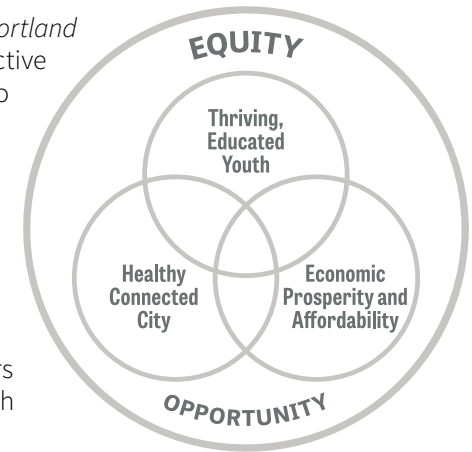 ortland
ctive
o
rs
h
EQUITY
Thriving,
Educated
Youth
Healthy
Connected
City
Economic
Prosperity and
Affordability
OPPORTUNITY